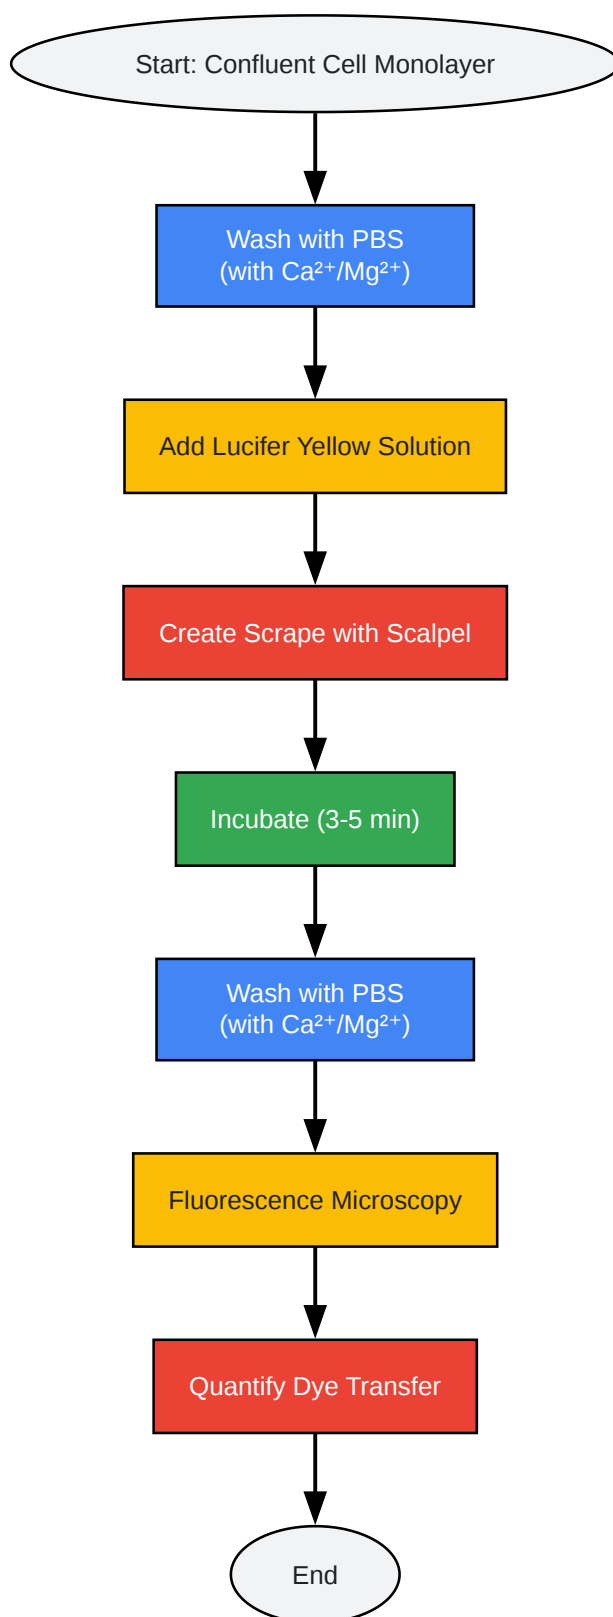 Start: Confluent Cell Monolayer
Wash with PBS
(with Ca²⁺/Mg²⁺)
Add Lucifer Yellow Solution
Create Scrape with Scalpel
Incubate (3-5 min)
Wash with PBS
(with Ca²⁺/Mg²⁺)
Fluorescence Microscopy
Quantify Dye Transfer
End